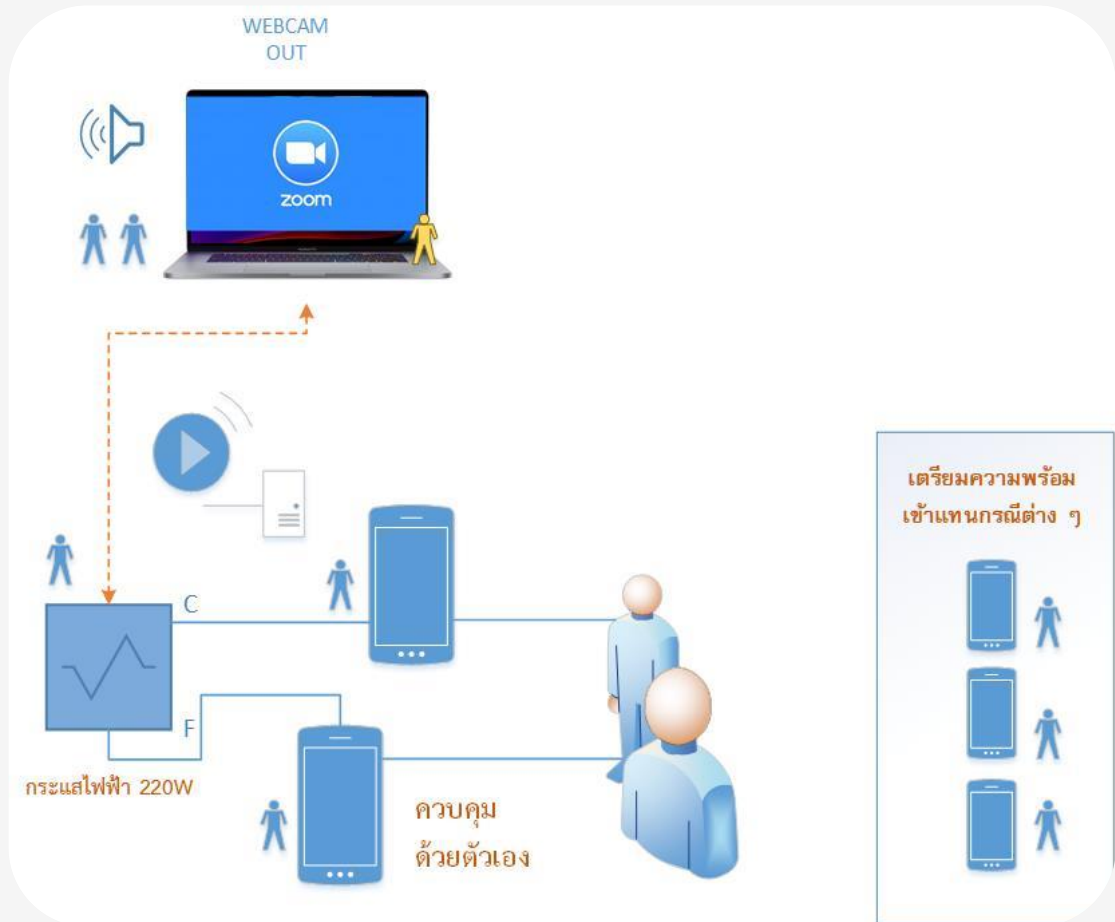 WEBCAM
OUT
zoom
เตรียมความพร้อม
เข้าแทนกรณีต่าง ๆ
C
F
กระแสไฟฟ้า 220W
ควบคุม
ด้วยตัวเอง